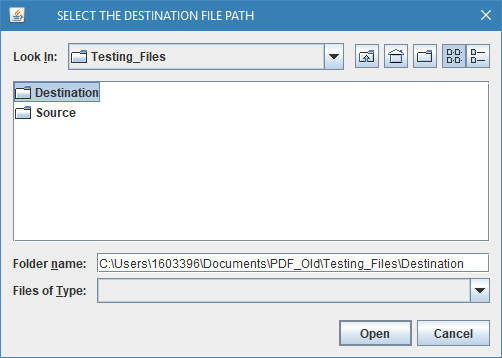 SELECT THE DESTINATION FILE PATH
Look In: Testing_Files
Destination
Source
Folder name: C:\Users\1603396\Documents\PDF_Old\Testing_Files\Destination
Files of Type:
Open Cancel